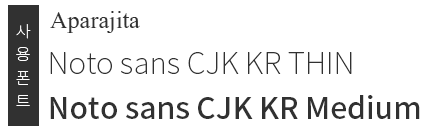 사용폰트
Aparajita
Noto sans CJK KR THIN
Noto sans CJK KR Medium